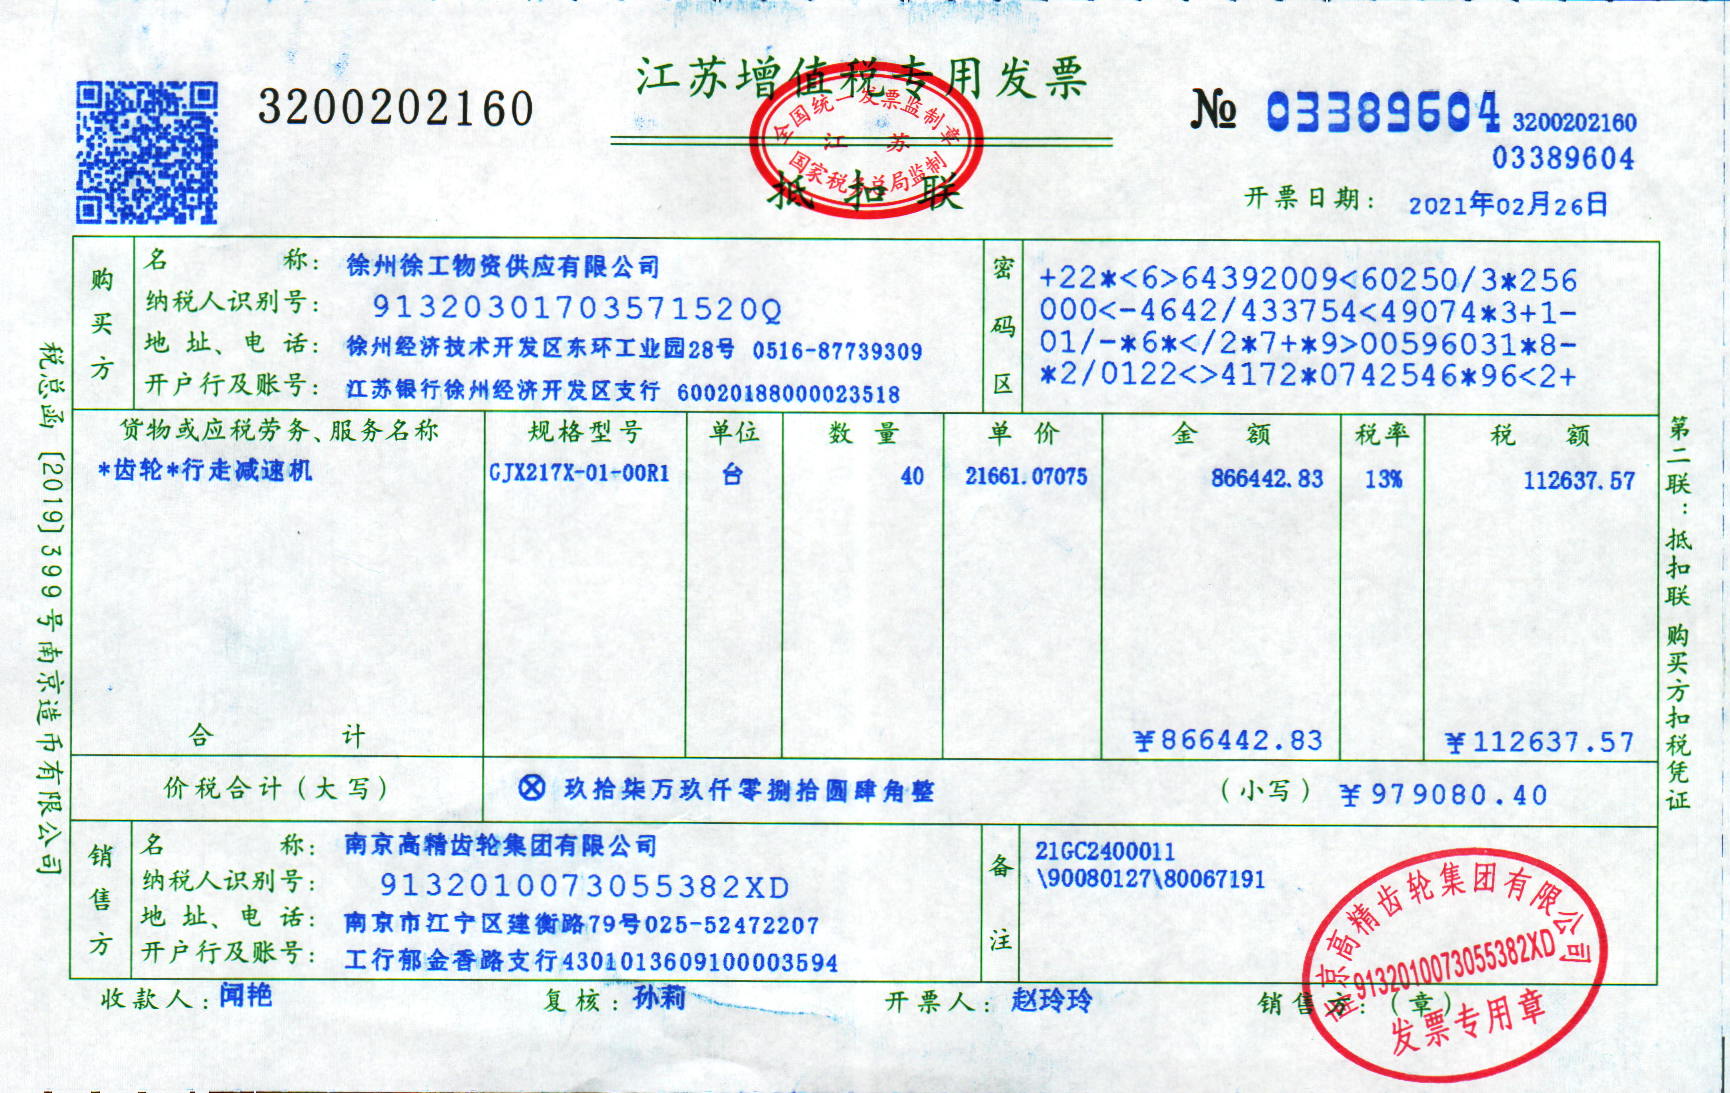 江苏增值税专用发票
3200202160
№ 03389604 3200202160
03389604
全国统一发票监制章
江 苏
国家税务总局监制
抵扣联
开票日期: 2021年02月26日
购买方
名 称: 徐州徐工物资供应有限公司
纳税人识别号: 91320301703571520Q
地 址、电 话: 徐州经济技术开发区东环工业园28号 0516-87739309
开户行及账号: 江苏银行徐州经济开发区支行 60020188000023518
密码区
+22*<6>64392009<60250/3*256
000<-4642/433754<49074*3+1-
01/-*6*</2*7+*9>00596031*8-
*2/0122<>4172*0742546*96<2+
货物或应税劳务、服务名称 规格型号 单位 数 量 单 价 金 额 税率 税 额
*齿轮*行走减速机 GJX217X-01-00R1 台 40 21661.07075 866442.83 13% 112637.57
合 计 ¥866442.83 ¥112637.57
价税合计(大写) ⊗玖拾柒万玖仟零捌拾圆肆角整 (小写) ¥979080.40
销售方
名 称: 南京高精齿轮集团有限公司
纳税人识别号: 9132010073055382XD
地 址、电 话: 南京市江宁区建衡路79号025-52472207
开户行及账号: 工行郁金香路支行4301013609100003594
备注
21GC2400011
\90080127\80067191
收款人: 闻艳 复核: 孙莉 开票人: 赵玲玲 销售方:(章)
南京高精齿轮集团有限公司
9132010073055382XD
发票专用章
税总函[2019]399号南京造币有限公司
第二联:抵扣联 购买方扣税凭证